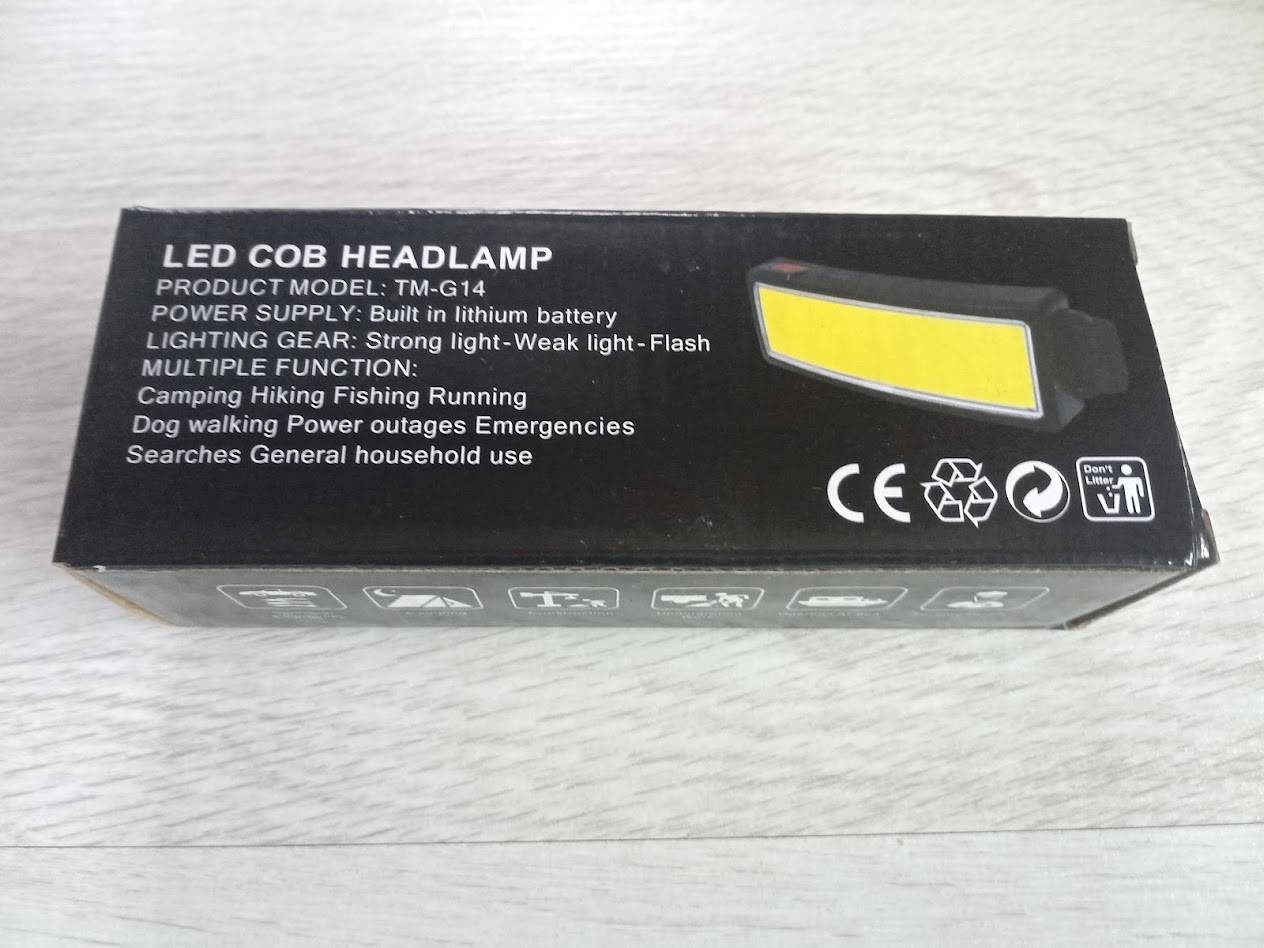 LED COB HEADLAMP
PRODUCT MODEL: TM-G14
POWER SUPPLY: Built in lithium battery
LIGHTING GEAR: Strong light-Weak light-Flash
MULTIPLE FUNCTION:
Camping Hiking Fishing Running
Dog walking Power outages Emergencies
Searches General household use
CE
Don't
Litter